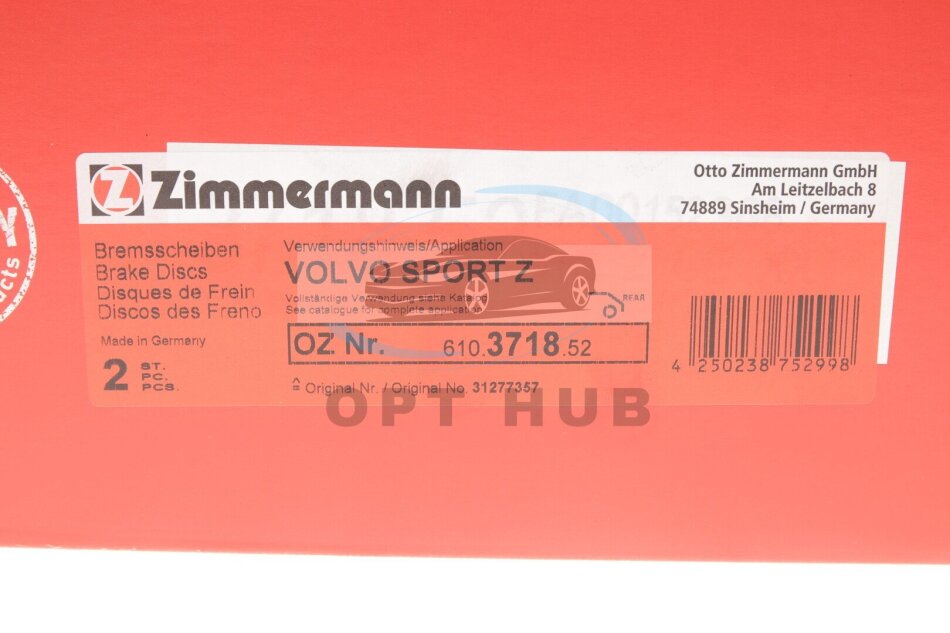 Zimmermann
Otto Zimmermann GmbH
Am Leitzelbach 8
74889 Sinsheim / Germany
Bremsscheiben
Brake Discs
Disques de Frein
Discos des Freno
Made in Germany
2 ST.
PC.
PCS.
Verwendungshinweis/Application
VOLVO SPORT Z
Vollständige Verwendung siehe Katalog
See catalogue for complete application
REAR
OZ Nr. 610.3718.52
≙ Original Nr. / Original No. 31277357
4 250238 752998
OPT HUB